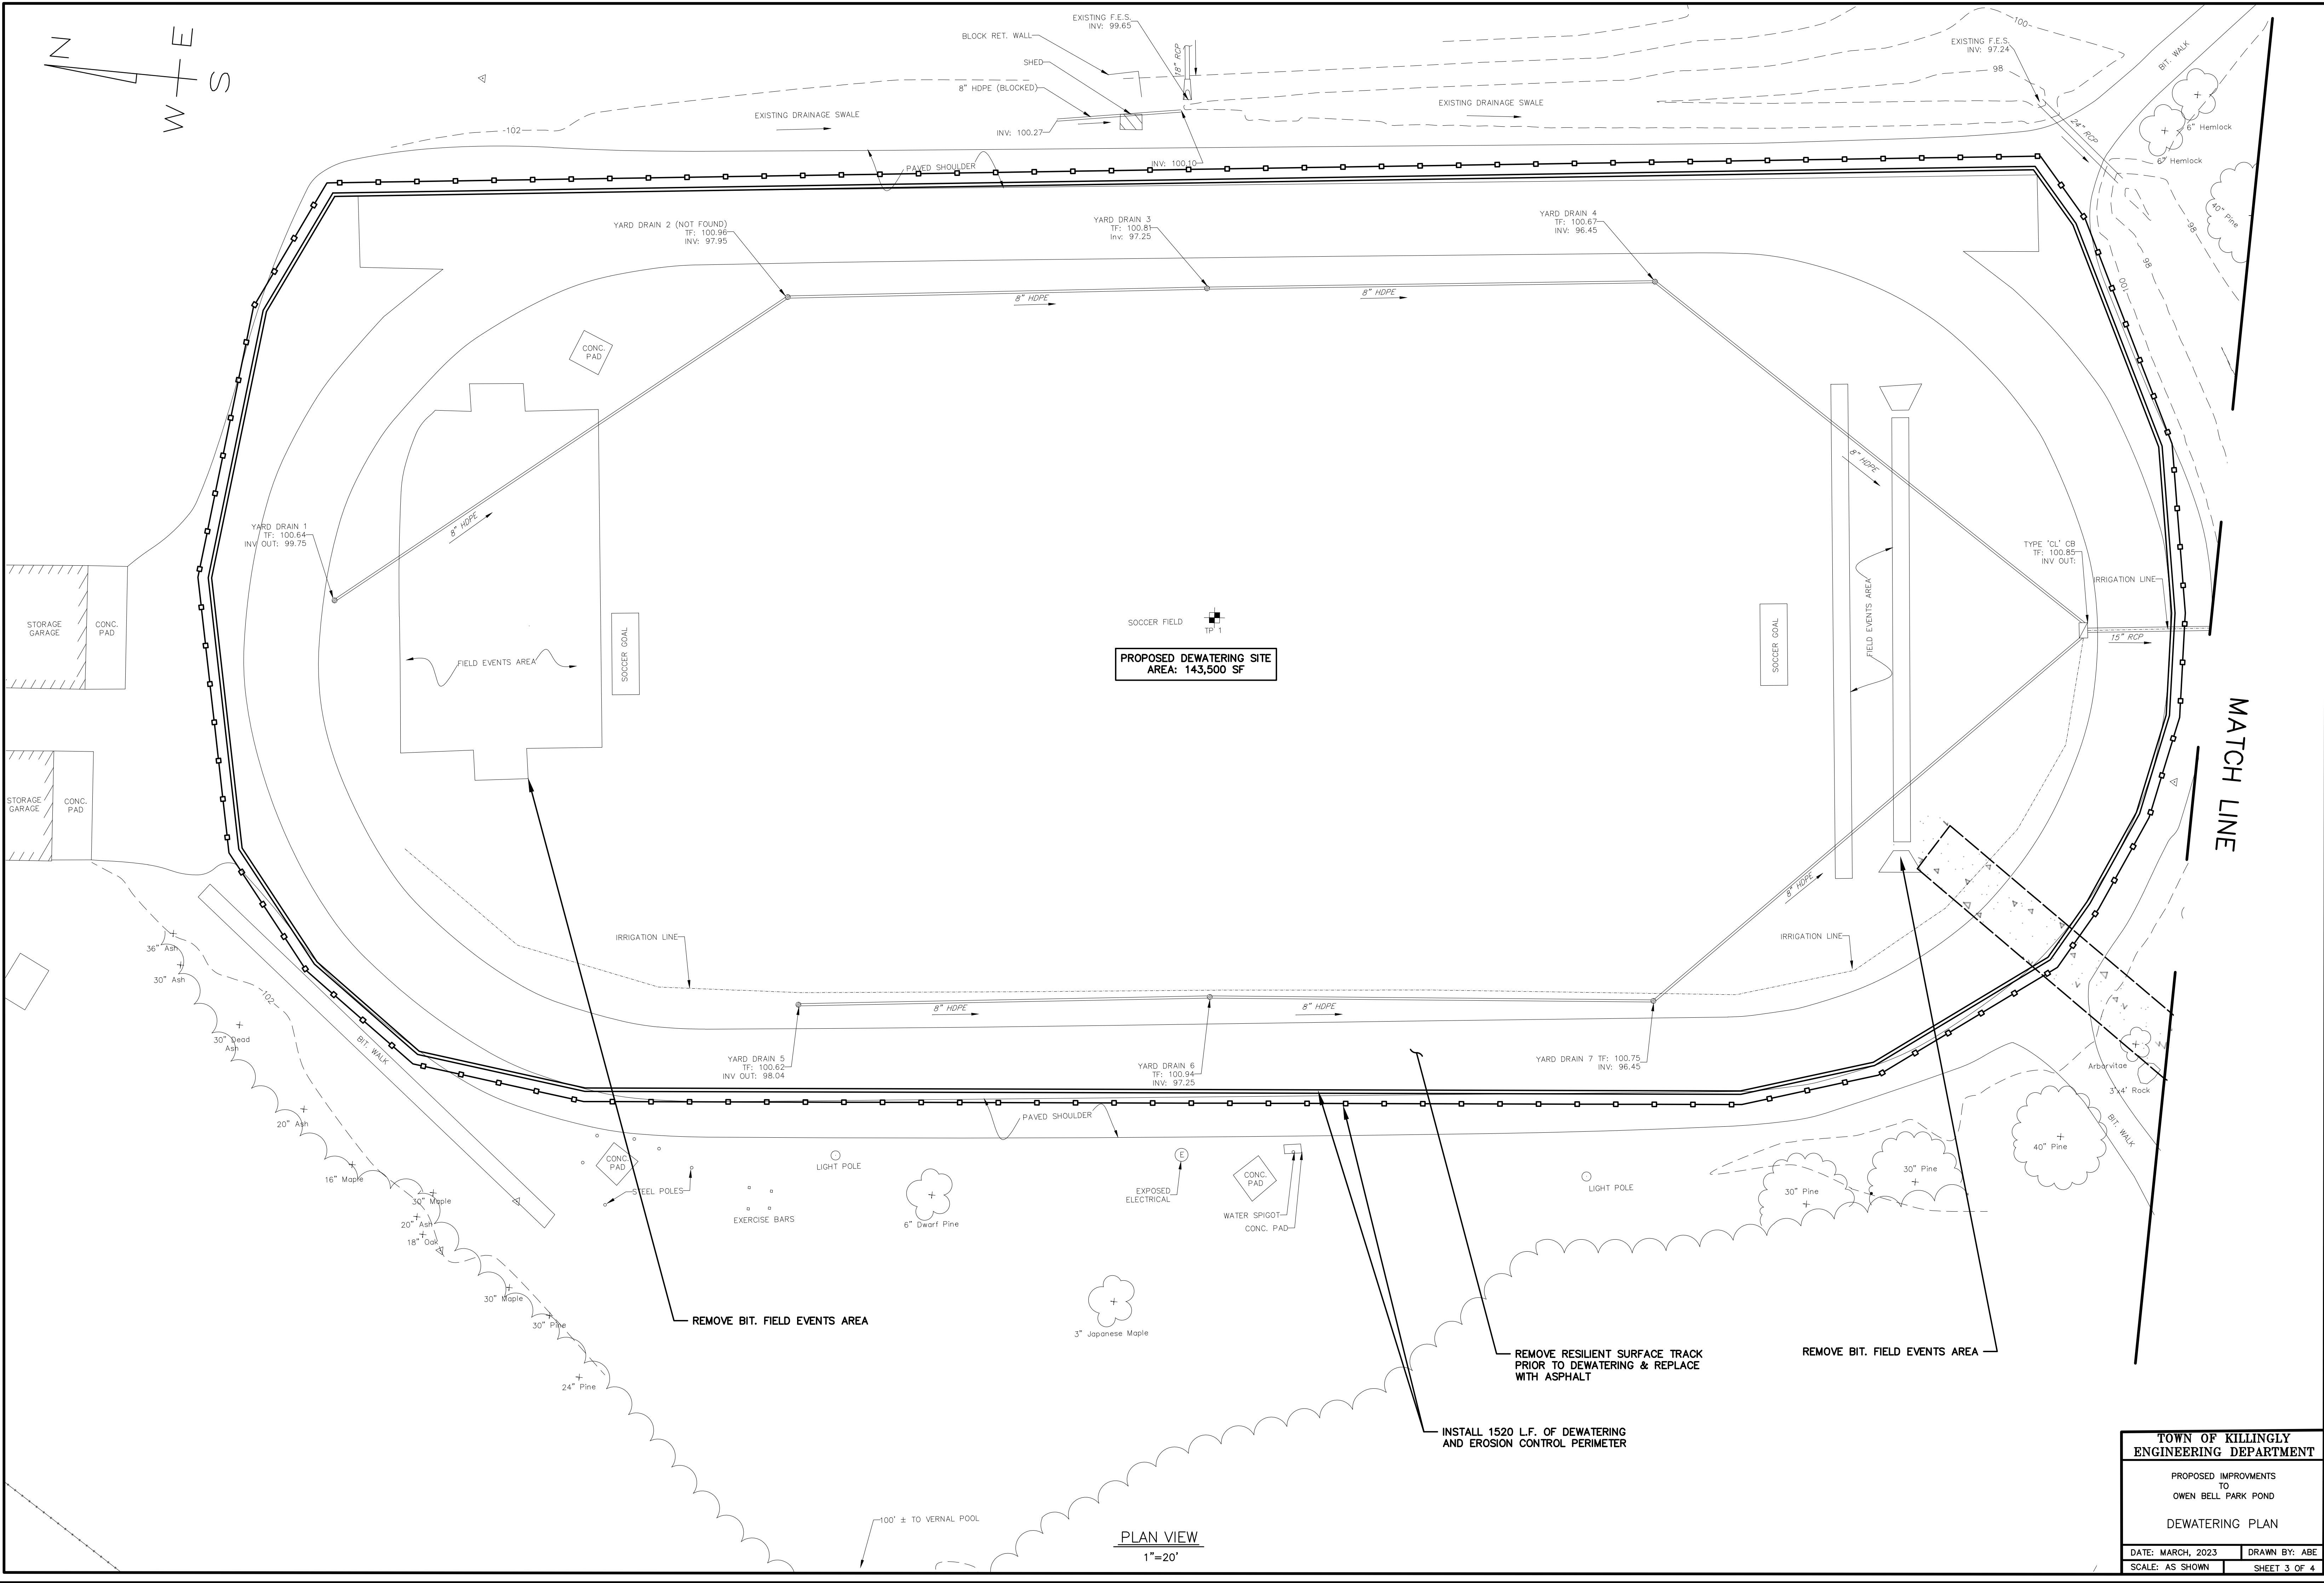 N
E
W
S
EXISTING F.E.S.
INV: 99.65
BLOCK RET. WALL
SHED
18" RCP
8" HDPE (BLOCKED)
INV: 100.27
INV: 100.10
EXISTING DRAINAGE SWALE
EXISTING DRAINAGE SWALE
102
PAVED SHOULDER
EXISTING F.E.S.
INV: 97.24
100
98
BIT. WALK
24" RCP
6" Hemlock
6" Hemlock
40" Pine
98
98
100
YARD DRAIN 2 (NOT FOUND)
TF: 100.96
INV: 97.95
YARD DRAIN 3
TF: 100.81
Inv: 97.25
YARD DRAIN 4
TF: 100.67
INV: 96.45
8" HDPE
8" HDPE
CONC.
PAD
8" HDPE
8" HDPE
YARD DRAIN 1
TF: 100.64
INV OUT: 99.75
TYPE 'CL' CB
TF: 100.85
INV OUT:
IRRIGATION LINE
15" RCP
STORAGE
GARAGE
CONC.
PAD
STORAGE
GARAGE
CONC.
PAD
FIELD EVENTS AREA
SOCCER GOAL
SOCCER FIELD
TP 1
PROPOSED DEWATERING SITE
AREA: 143,500 SF
SOCCER GOAL
FIELD EVENTS AREA
MATCH LINE
8" HDPE
IRRIGATION LINE
IRRIGATION LINE
8" HDPE
8" HDPE
YARD DRAIN 5
TF: 100.62
INV OUT: 98.04
YARD DRAIN 6
TF: 100.94
INV: 97.25
YARD DRAIN 7 TF: 100.75
INV: 96.45
36" Ash
30" Ash
102
30" Dead
Ash
BIT. WALK
20" Ash
16" Maple
30" Maple
20" Ash
18" Oak
30" Maple
30" Pine
24" Pine
PAVED SHOULDER
CONC.
PAD
STEEL POLES
EXERCISE BARS
LIGHT POLE
6" Dwarf Pine
E
EXPOSED
ELECTRICAL
CONC.
PAD
WATER SPIGOT
CONC. PAD
LIGHT POLE
30" Pine
30" Pine
40" Pine
Arborvitae
3'x4' Rock
BIT. WALK
3" Japanese Maple
REMOVE BIT. FIELD EVENTS AREA
REMOVE RESILIENT SURFACE TRACK
PRIOR TO DEWATERING & REPLACE
WITH ASPHALT
REMOVE BIT. FIELD EVENTS AREA
INSTALL 1520 L.F. OF DEWATERING
AND EROSION CONTROL PERIMETER
100' ± TO VERNAL POOL
PLAN VIEW
1"=20'
TOWN OF KILLINGLY
ENGINEERING DEPARTMENT
PROPOSED IMPROVMENTS
TO
OWEN BELL PARK POND
DEWATERING PLAN
DATE: MARCH, 2023
DRAWN BY: ABE
SCALE: AS SHOWN
SHEET 3 OF 4